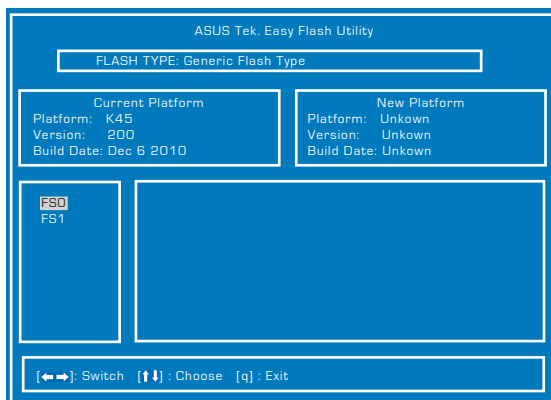 ASUS Tek. Easy Flash Utility
FLASH TYPE: Generic Flash Type
Current Platform
Platform: K45
Version: 200
Build Date: Dec 6 2010
New Platform
Platform: Unkown
Version: Unkown
Build Date: Unkown
FS0
FS1
[←→]: Switch [↑↓] : Choose [q] : Exit